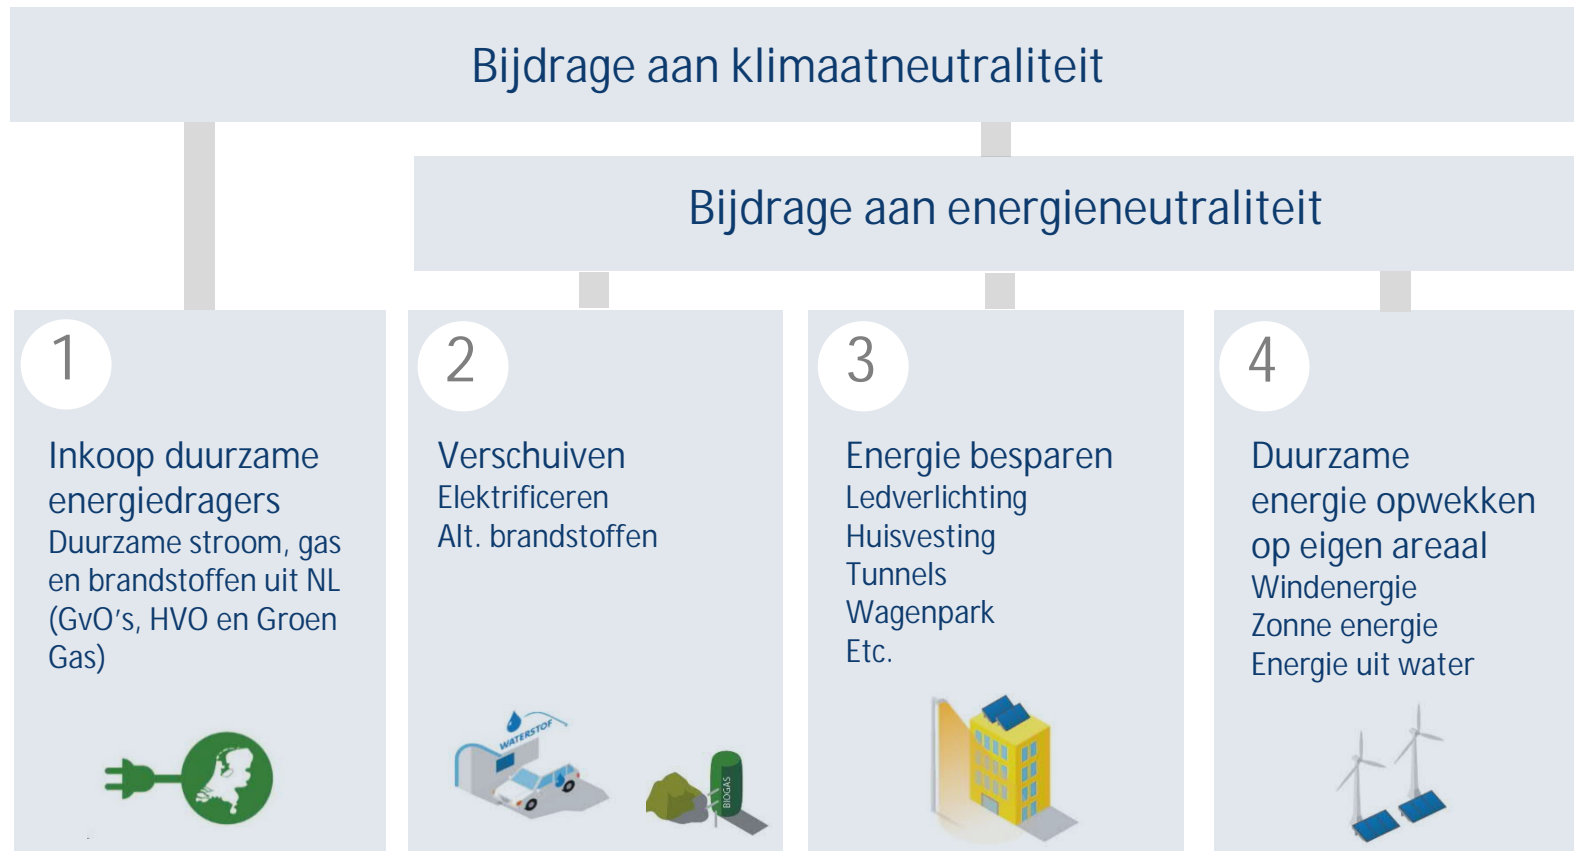 Bijdrage aan klimaatneutraliteit
Bijdrage aan energieneutraliteit
1
Inkoop duurzame
energiedragers
Duurzame stroom, gas
en brandstoffen uit NL
(GvO's, HVO en Groen
Gas)
2
Verschuiven
Elektrificeren
Alt. brandstoffen
WATERSTOF
BIOGAS
3
Energie besparen
Ledverlichting
Huisvesting
Tunnels
Wagenpark
Etc.
4
Duurzame
energie opwekken
op eigen areaal
Windenergie
Zonne energie
Energie uit water